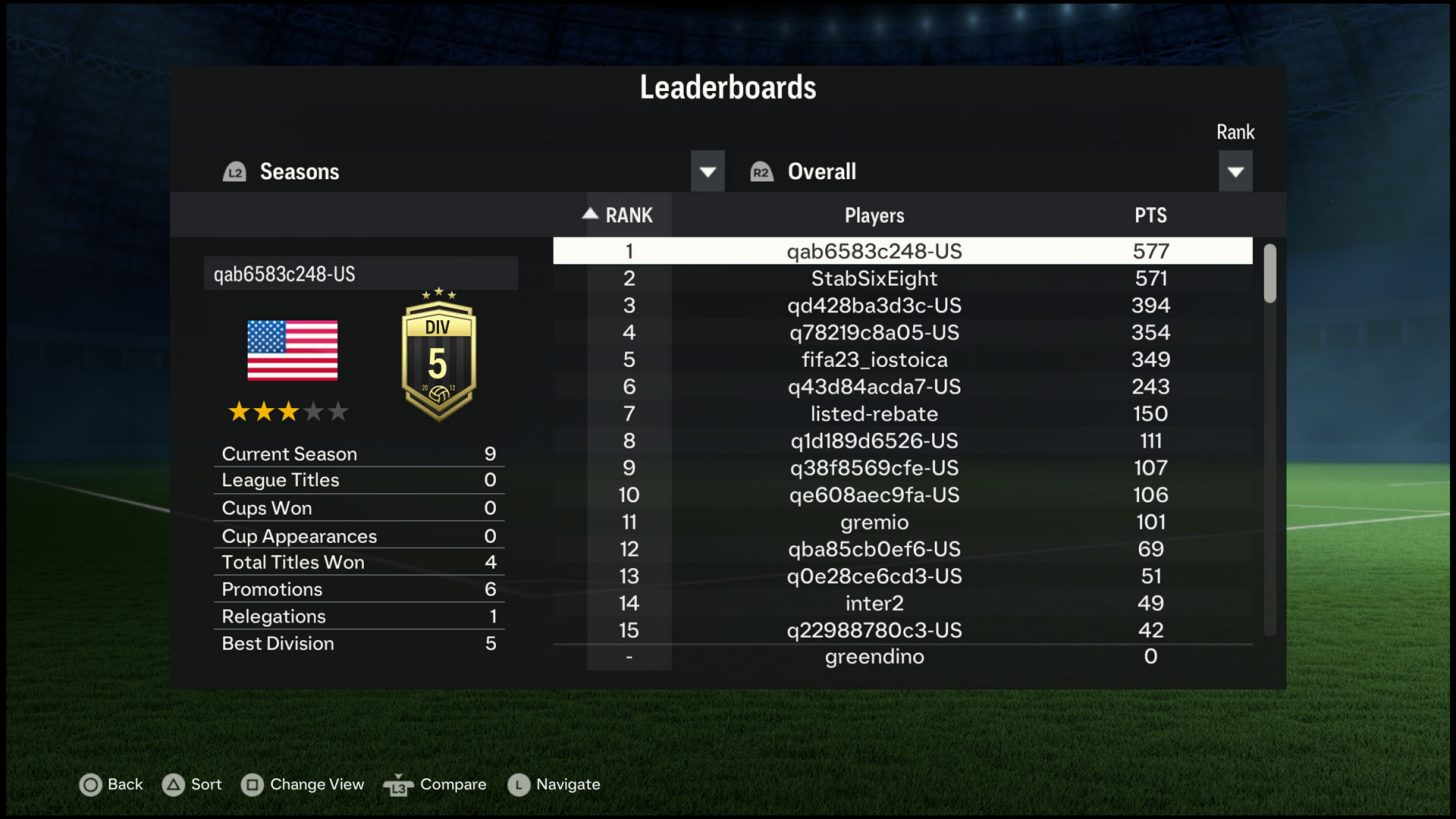 Leaderboards
Rank
L2 Seasons R2 Overall
RANK Players PTS
qab6583c248-US
DIV
5
20 12
Current Season 9
League Titles 0
Cups Won 0
Cup Appearances 0
Total Titles Won 4
Promotions 6
Relegations 1
Best Division 5
1 qab6583c248-US 577
2 StabSixEight 571
3 qd428ba3d3c-US 394
4 q78219c8a05-US 354
5 fifa23_iostoica 349
6 q43d84acda7-US 243
7 listed-rebate 150
8 q1d189d6526-US 111
9 q38f8569cfe-US 107
10 qe608aec9fa-US 106
11 gremio 101
12 qba85cb0ef6-US 69
13 q0e28ce6cd3-US 51
14 inter2 49
15 q22988780c3-US 42
- greendino 0
Back Sort Change View L3 Compare L Navigate